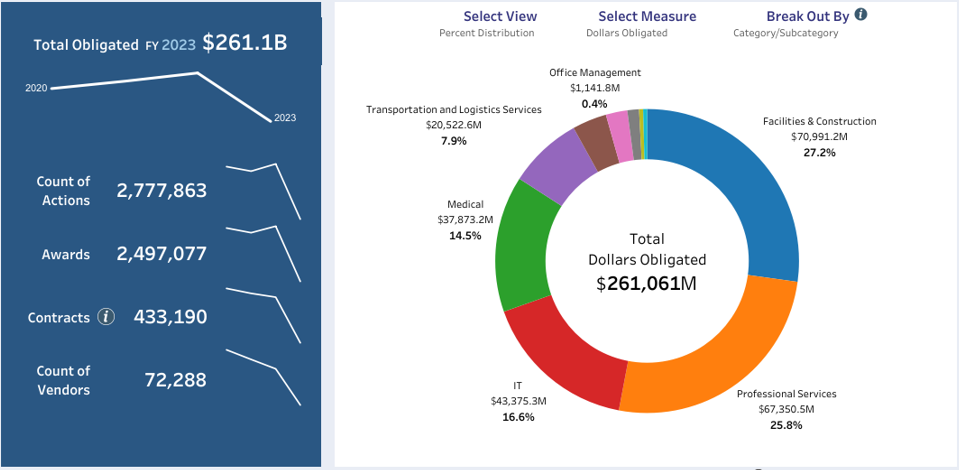 Total Obligated FY 2023 $261.1B
2020
2023
Count of
Actions
2,777,863
Awards
2,497,077
Contracts i
433,190
Count of
Vendors
72,288
Select View
Percent Distribution
Select Measure
Dollars Obligated
Break Out By i
Category/Subcategory
Office Management
$1,141.8M
0.4%
Transportation and Logistics Services
$20,522.6M
7.9%
Facilities & Construction
$70,991.2M
27.2%
Medical
$37,873.2M
14.5%
Total
Dollars Obligated
$261,061M
IT
$43,375.3M
16.6%
Professional Services
$67,350.5M
25.8%